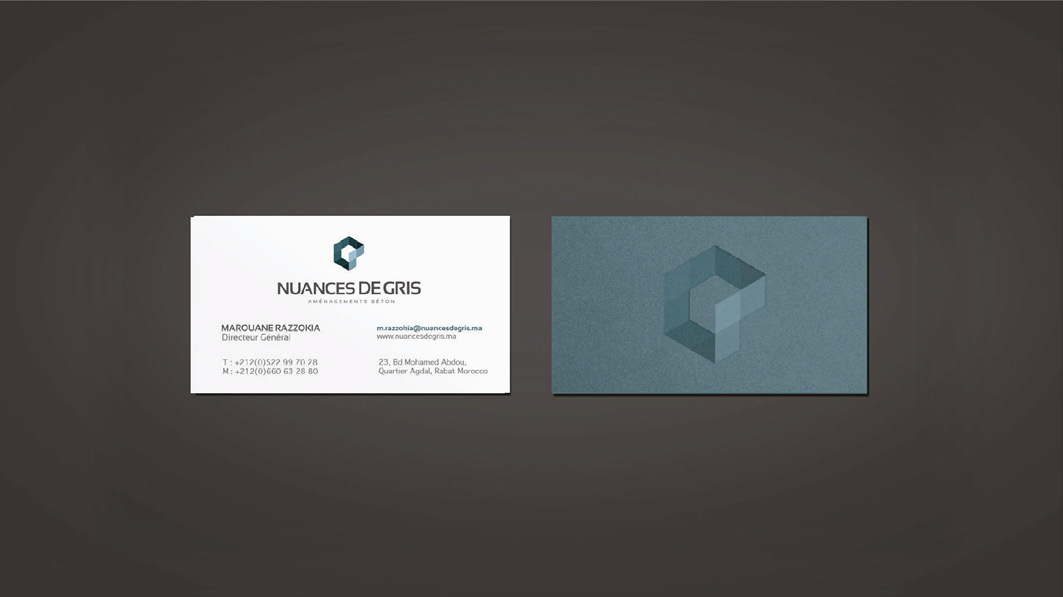 NUANCES DE GRIS
AMÉNAGEMENTS BÉTON
MAROUANE RAZZOKIA
Directeur Général
T : +212(0)522 99 70 28
M : +212(0)660 63 28 80
m.razzohia@nuancesdegris.ma
www.nuancesdegris.ma
23, Bd Mohamed Abdou,
Quartier Agdal, Rabat Morocco